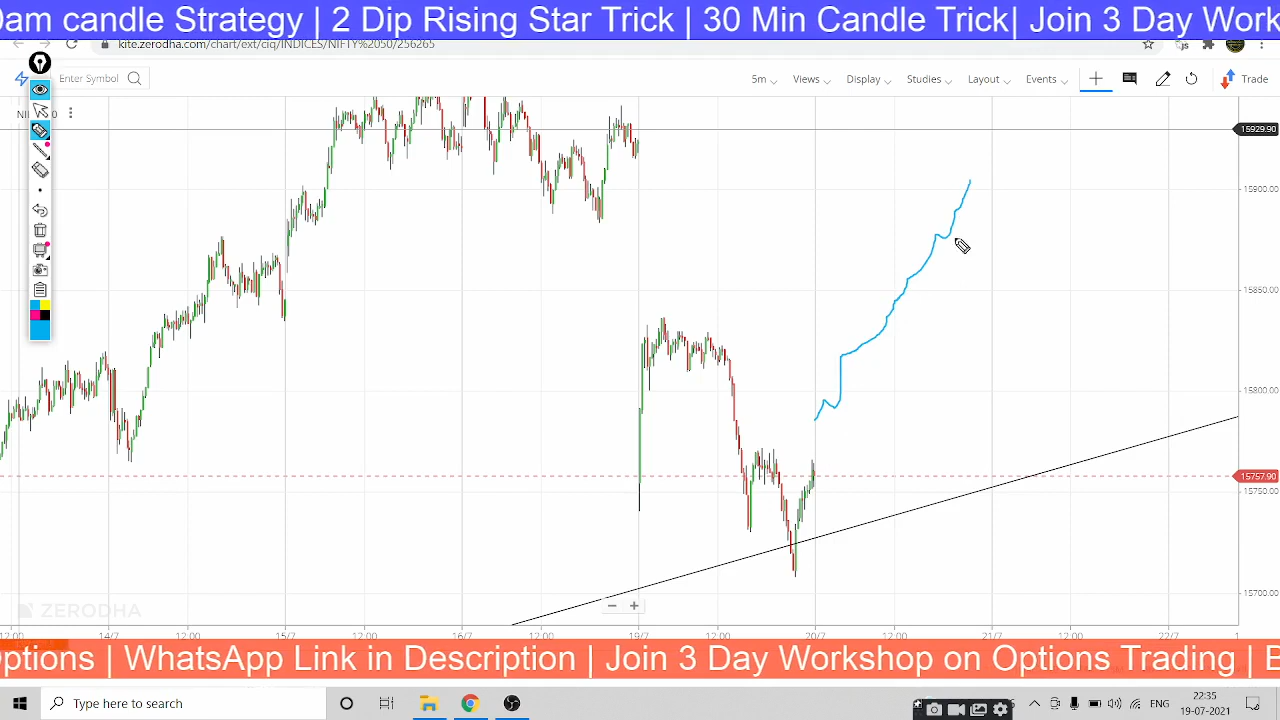 0am candle Strategy | 2 Dip Rising Star Trick | 30 Min Candle Trick| Join 3 Day Work
kite.zerodha.com/chart/ext/ciq/INDICES/NIFTY%2050/256265
Enter Symbol
5m Views Display Studies Layout Events Trade
15929.90
15900.00
15850.00
15800.00
15757.90
15750.00
15700.00
ZERODHA
12:00 14/7 12:00 15/7 12:00 16/7 12:00 19/7 12:00 20/7 12:00 21/7 12:00 22/7 1
Options | WhatsApp Link in Description | Join 3 Day Workshop on Options Trading | B
Type here to search
ENG
22:35
19-07-2021